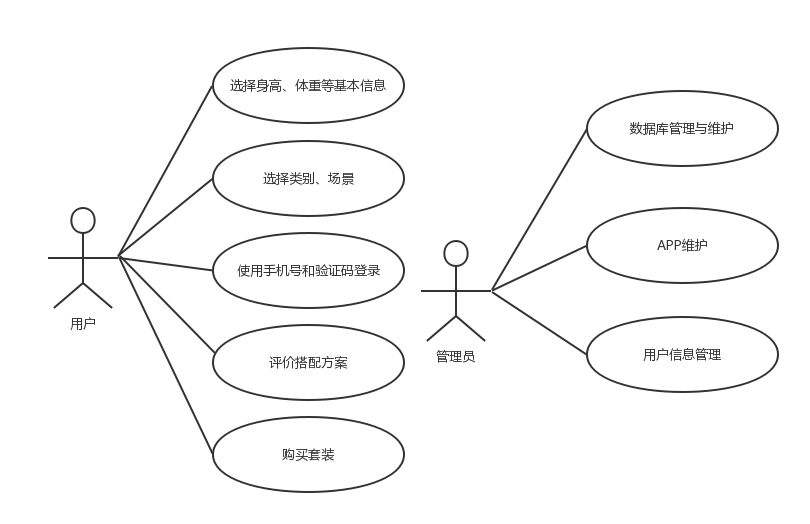 选择身高、体重等基本信息
选择类别、场景
使用手机号和验证码登录
评价搭配方案
购买套装
用户
数据库管理与维护
APP维护
用户信息管理
管理员